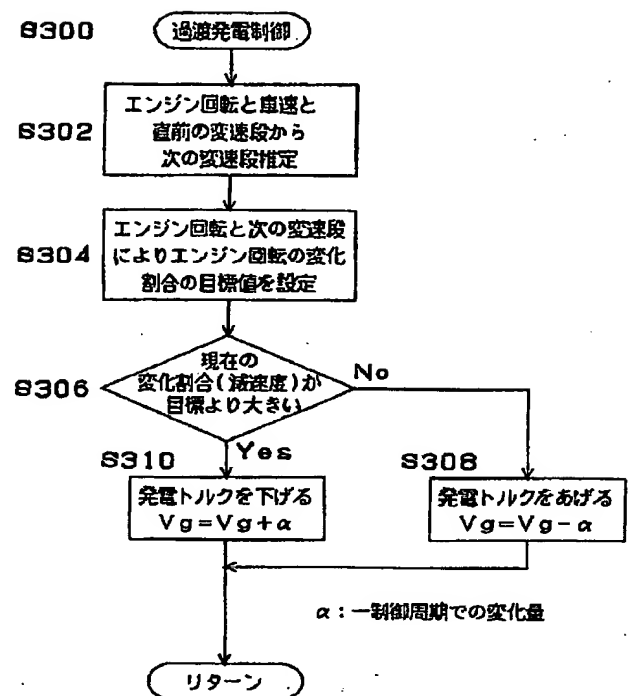 S300
過渡発電制御
エンジン回転と車速と
S302
直前の変速段から
次の変速段推定
エンジン回転と次の変速段
S304
によりエンジン回転の変化
割合の目標値を設定
現在の
S306
変化割合(減速度)が
目標より大きい
No
Yes
S310
発電トルクを下げる
Vg=Vg+α
S308
発電トルクをあげる
Vg=Vg-α
α:一制御周期での変化量
リターン